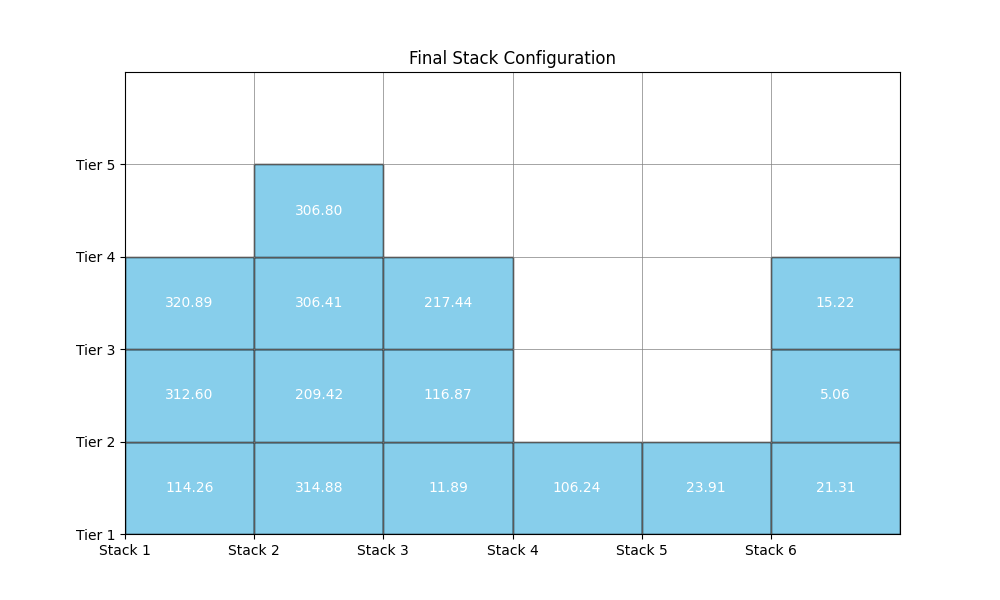 Final Stack Configuration
Tier 5
306.80
Tier 4
320.89 306.41 217.44 15.22
Tier 3
312.60 209.42 116.87 5.06
Tier 2
114.26 314.88 11.89 106.24 23.91 21.31
Tier 1
Stack 1 Stack 2 Stack 3 Stack 4 Stack 5 Stack 6